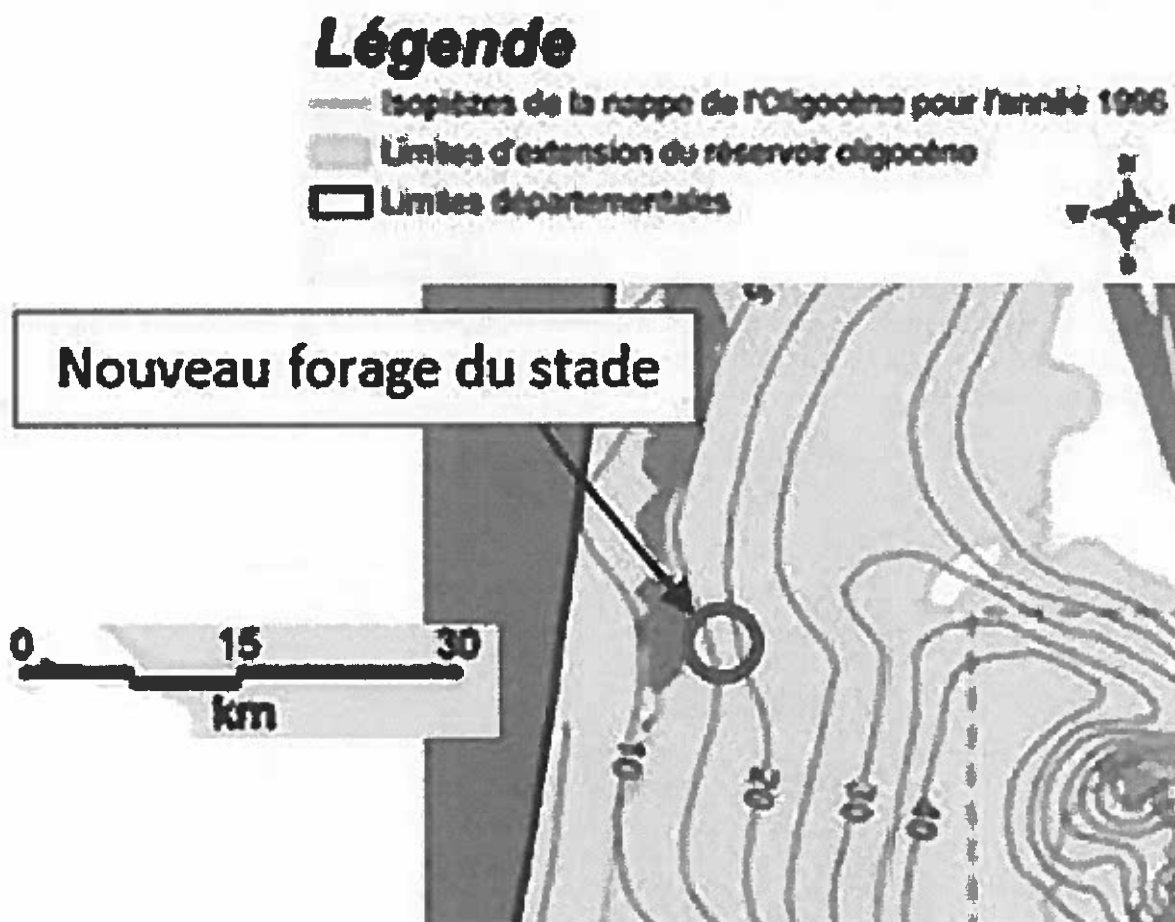 Légende
Isopièzes de la nappe de l'Oligocène pour l'année 1996
Limites d'extension du réservoir oligocène
Limites départementales
N
Nouveau forage du stade
0 15 30
km
10
20
30
40